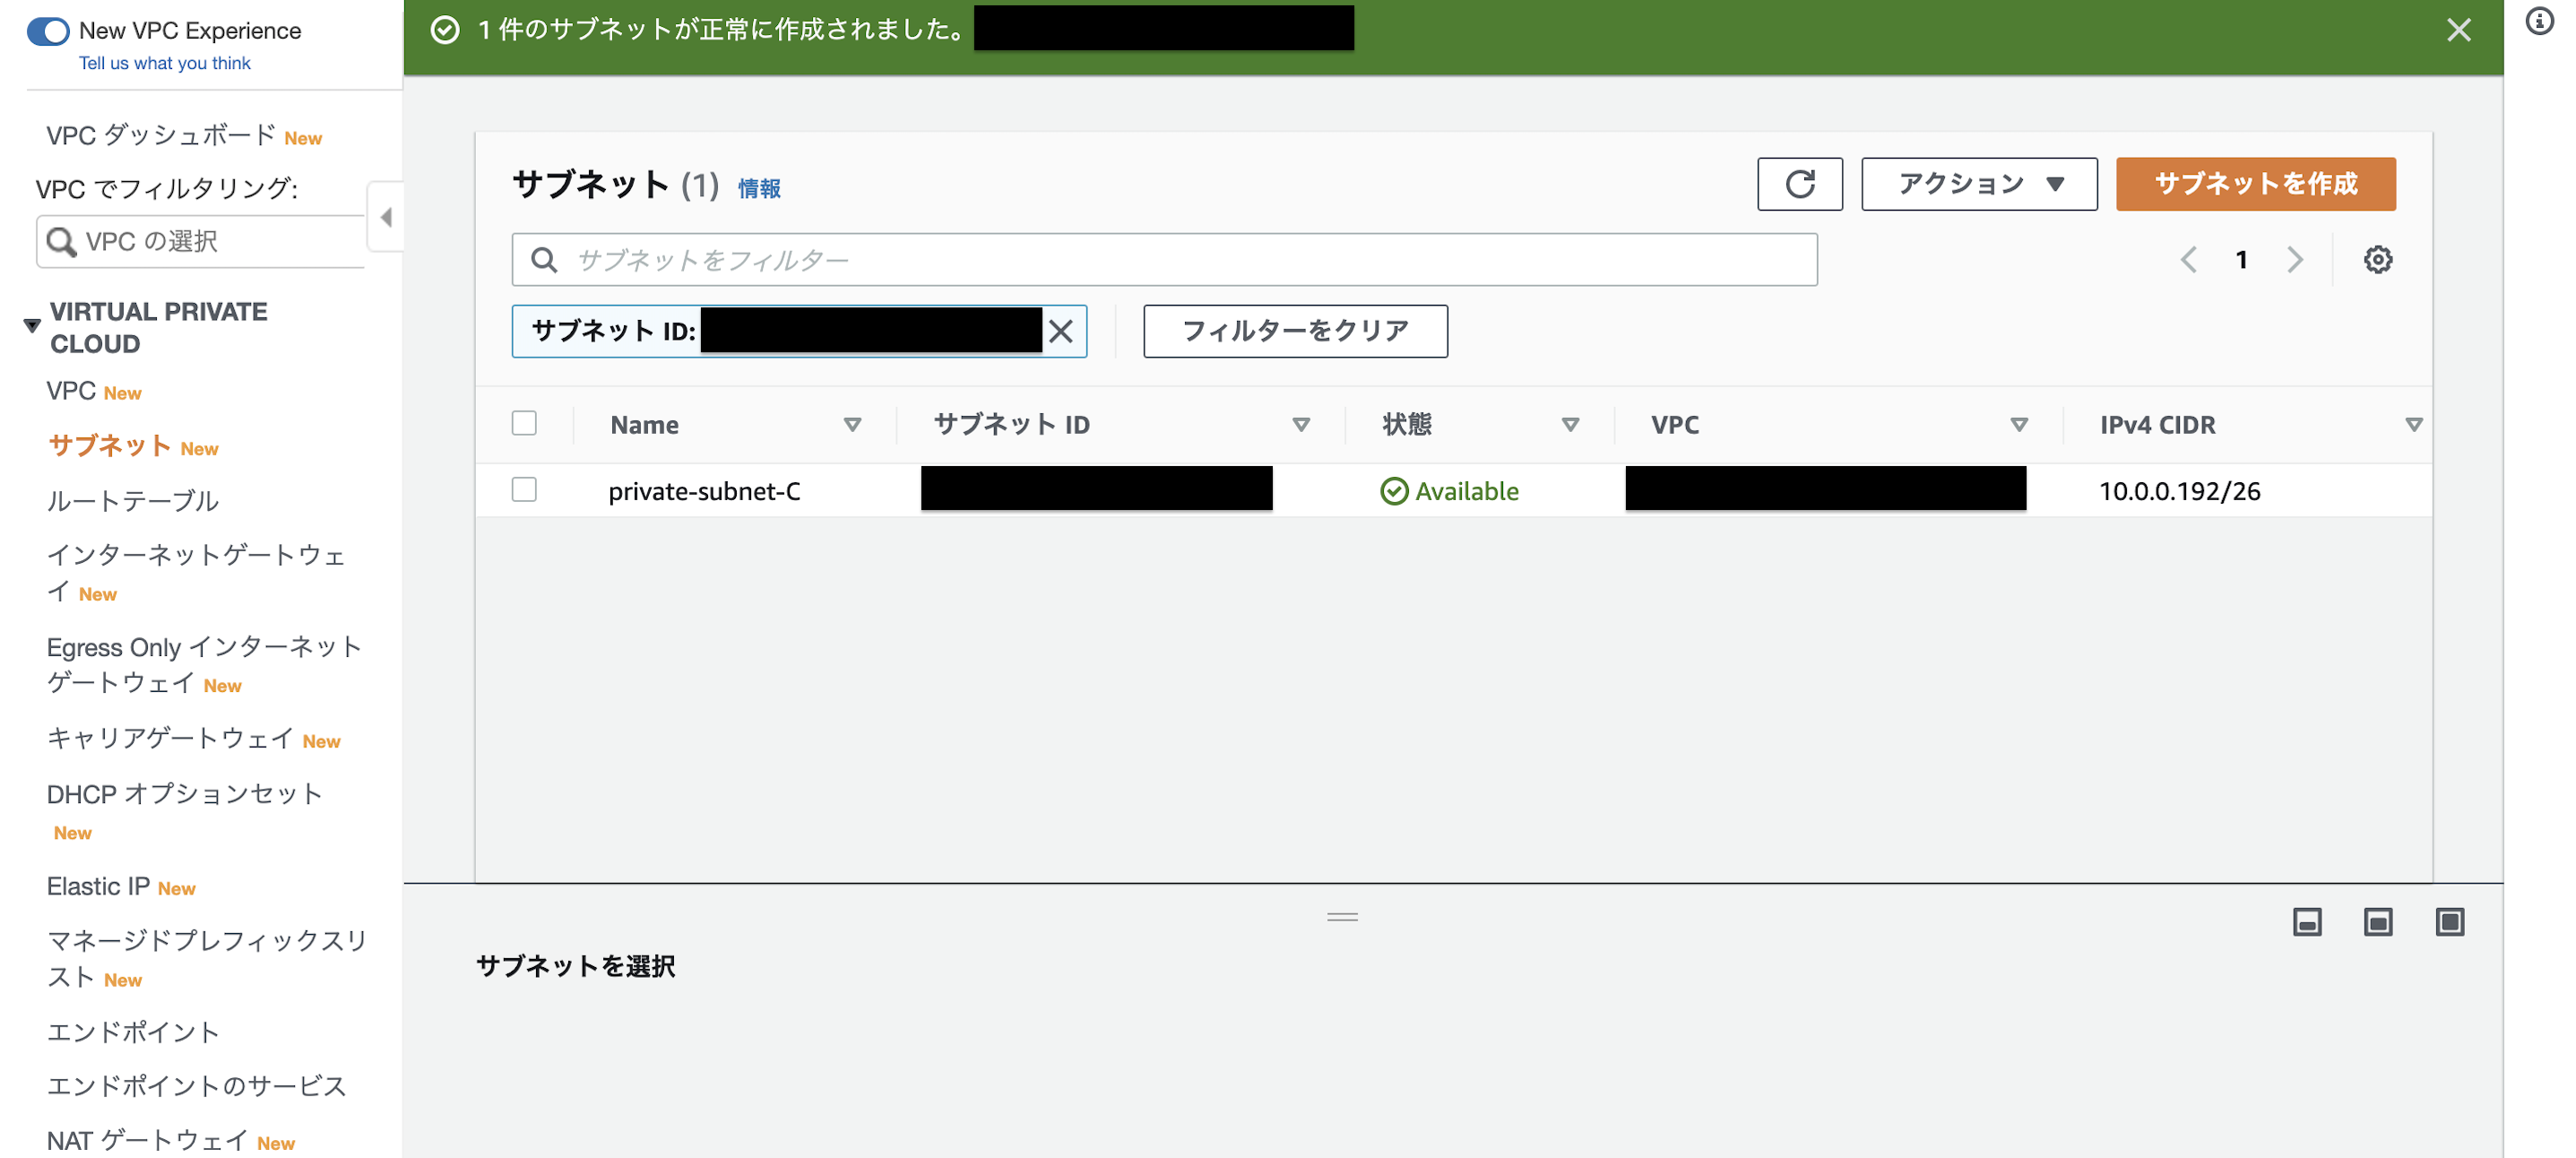 New VPC Experience
Tell us what you think
VPC ダッシュボード New
VPC でフィルタリング:
VPC の選択
VIRTUAL PRIVATE
CLOUD
VPC New
サブネット New
ルートテーブル
インターネットゲートウェ
イ New
Egress Only インターネット
ゲートウェイ New
キャリアゲートウェイ New
DHCP オプションセット
New
Elastic IP New
マネージドプレフィックスリ
スト New
エンドポイント
エンドポイントのサービス
NAT ゲートウェイ New
1 件のサブネットが正常に作成されました。
サブネット (1) 情報
アクション
サブネットを作成
サブネットをフィルター
1
サブネット ID:
フィルターをクリア
Name サブネット ID 状態 VPC IPv4 CIDR
private-subnet-C Available 10.0.0.192/26
サブネットを選択